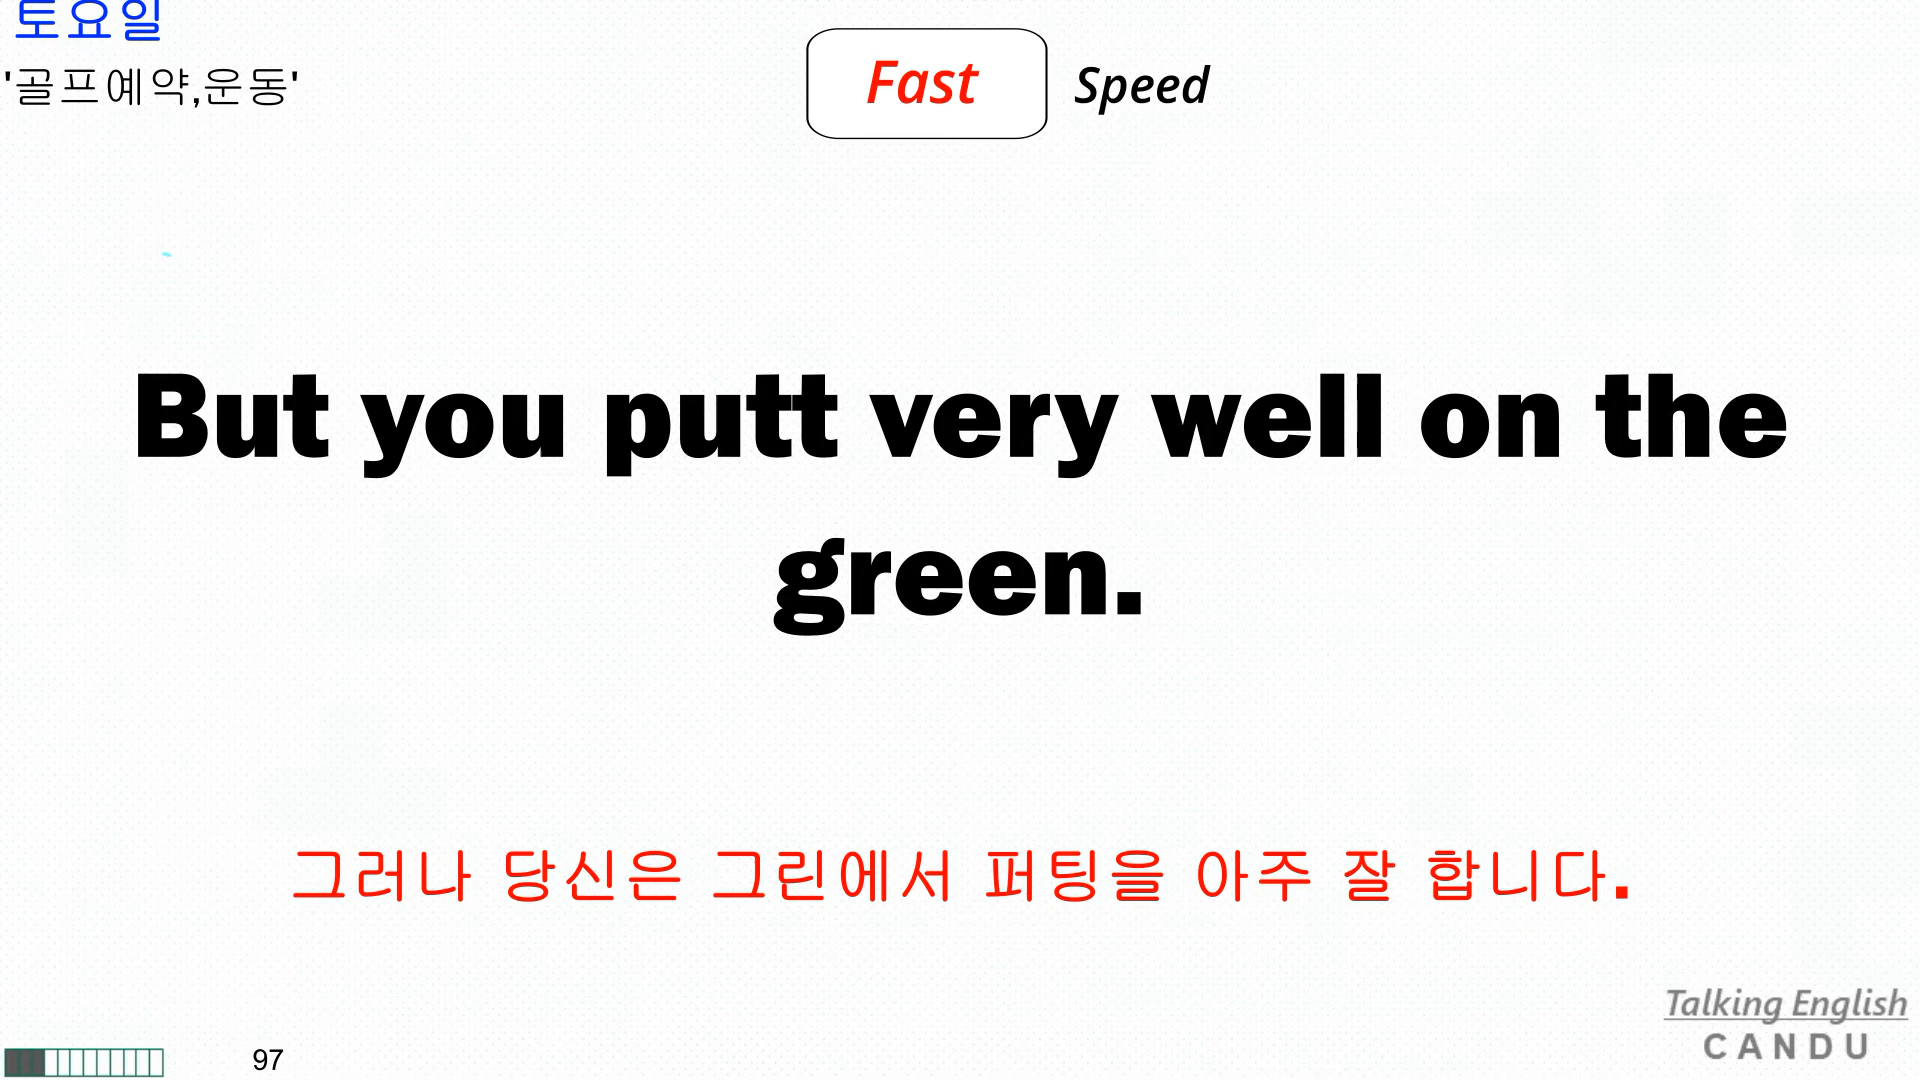 토요일
'골프예약,운동'
Fast Speed
But you putt very well on the
green.
그러나 당신은 그린에서 퍼팅을 아주 잘 합니다.
Talking English
CANDU
97